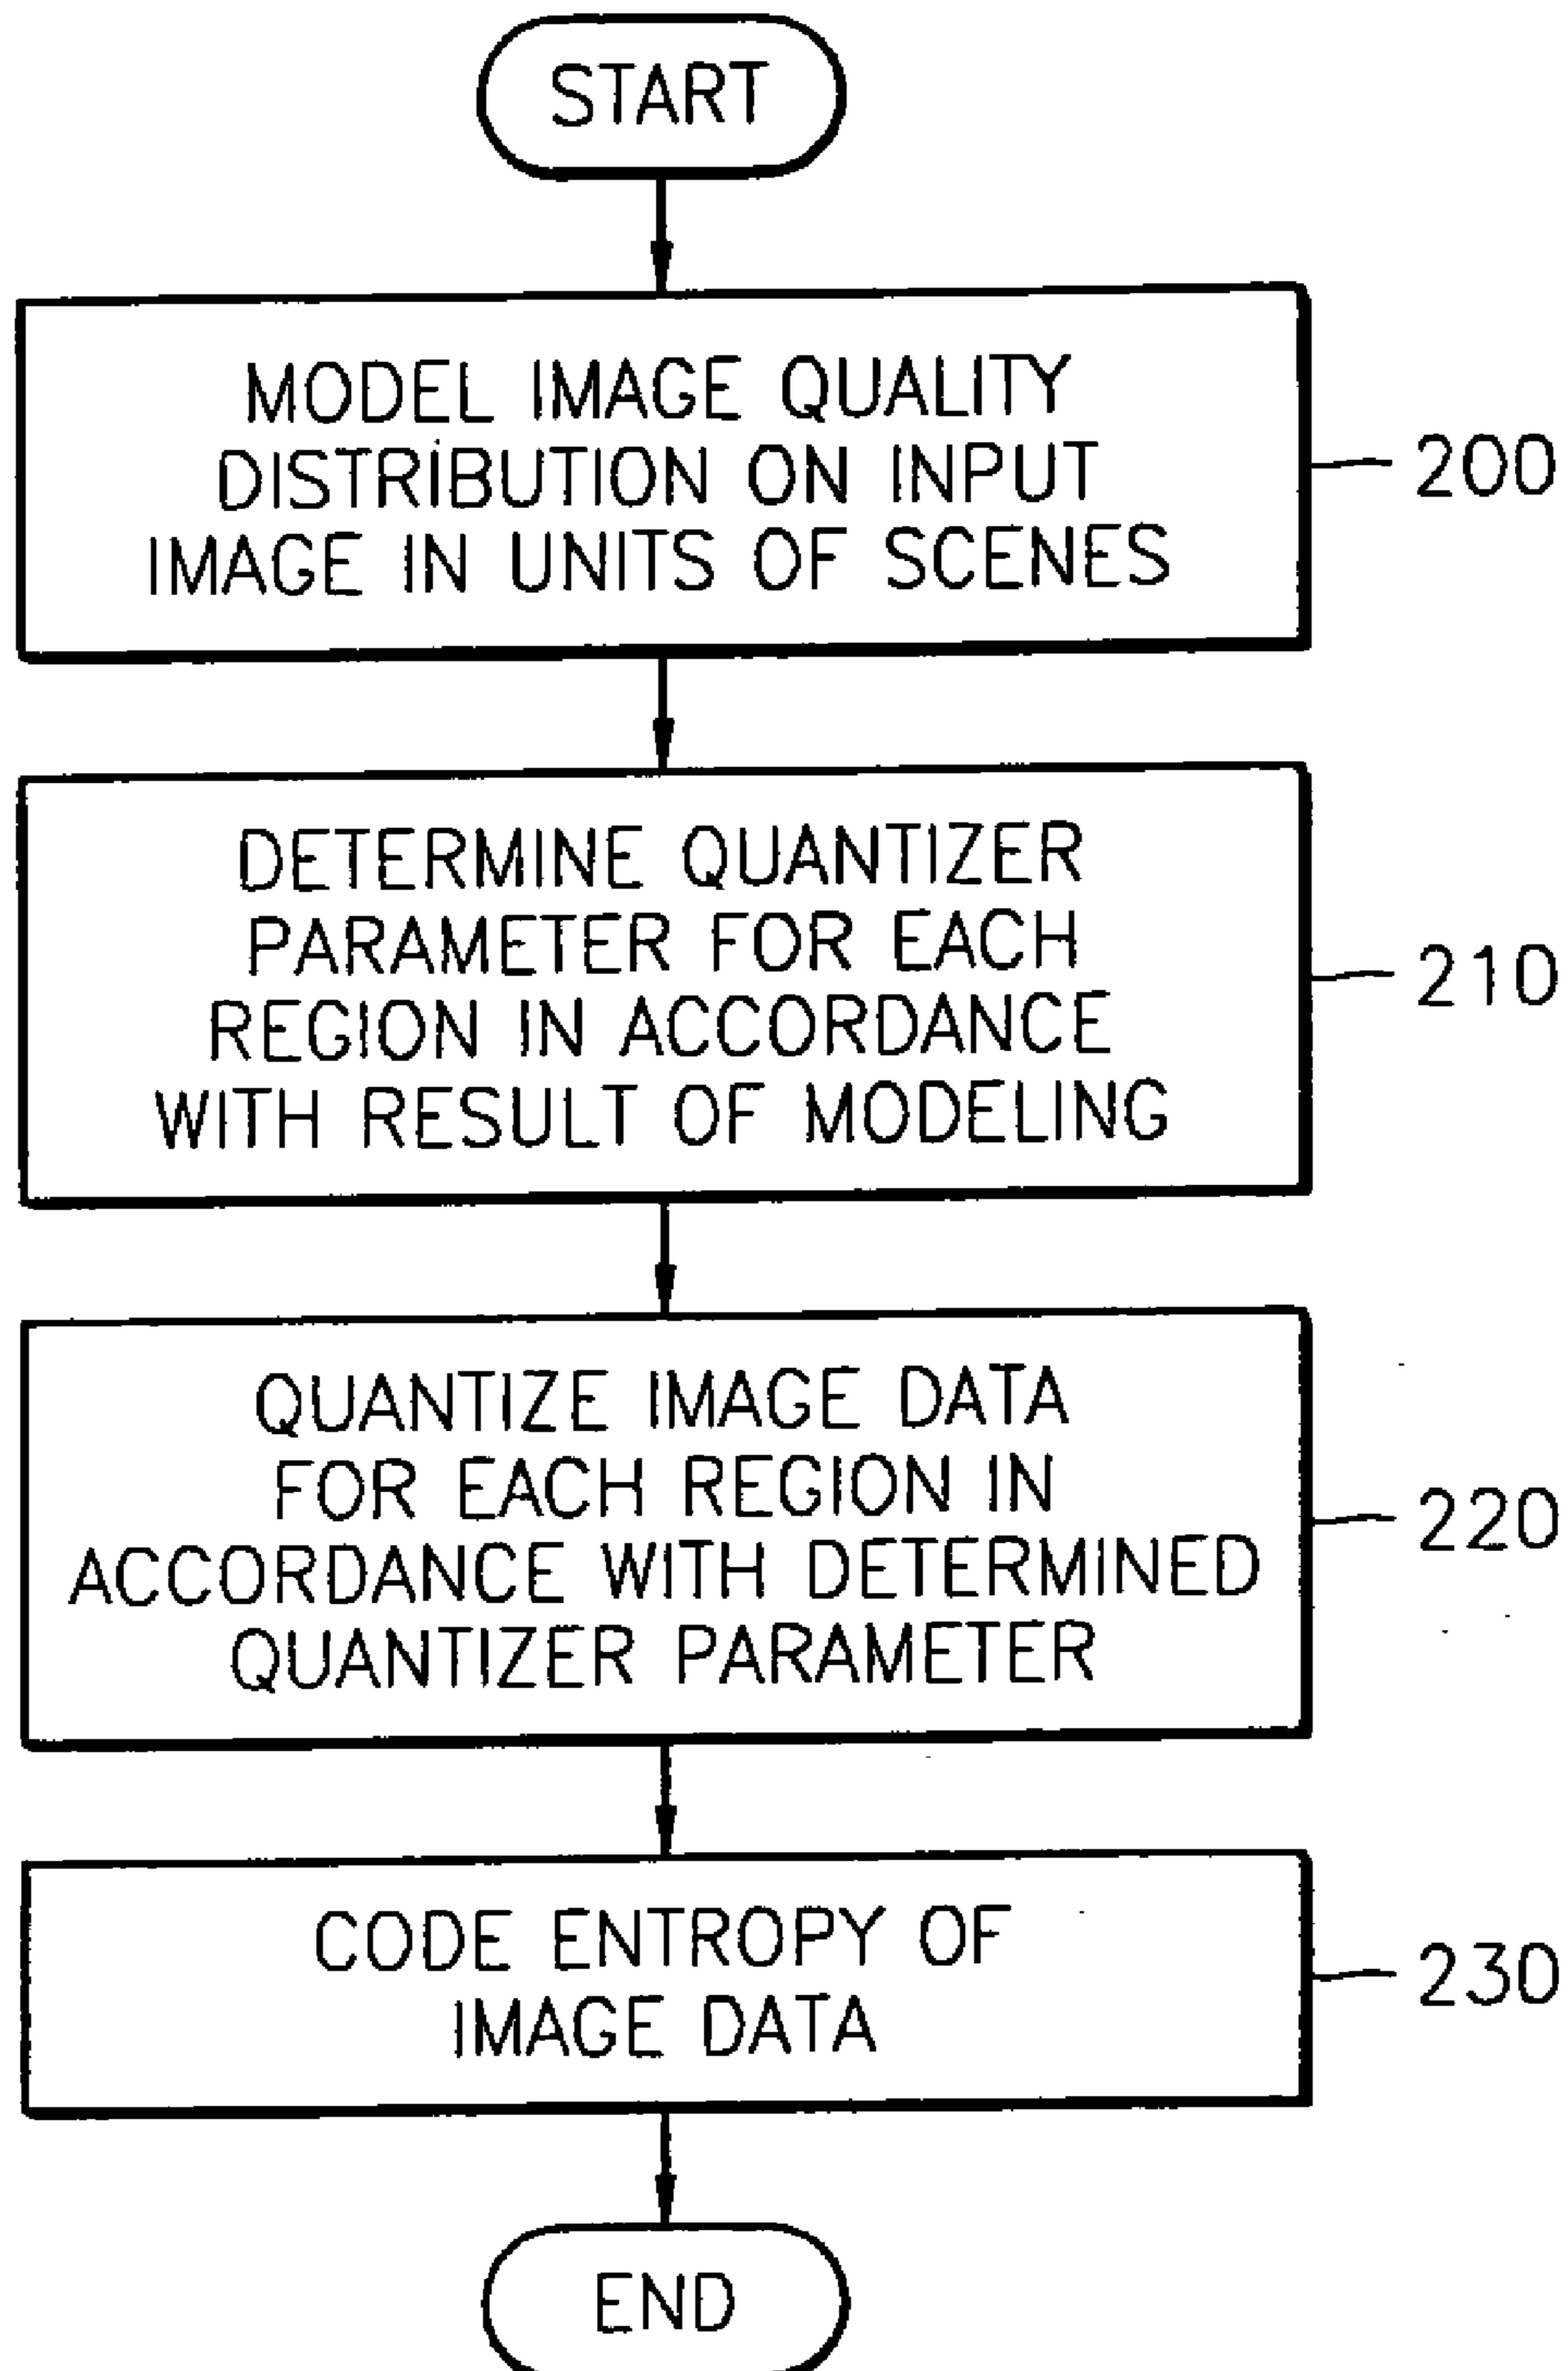 START
MODEL IMAGE QUALITY
DISTRIBUTION ON INPUT
IMAGE IN UNITS OF SCENES
200
DETERMINE QUANTIZER
PARAMETER FOR EACH
REGION IN ACCORDANCE
WITH RESULT OF MODELING
210
QUANTIZE IMAGE DATA
FOR EACH REGION IN
ACCORDANCE WITH DETERMINED
QUANTIZER PARAMETER
220
CODE ENTROPY OF
IMAGE DATA
230
END